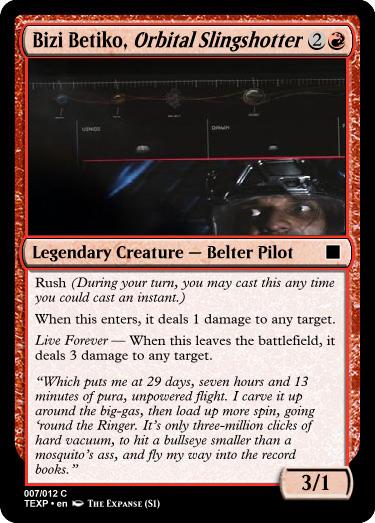 Bizi Betiko, Orbital Slingshotter 2
VENUS DAWN
Legendary Creature — Belter Pilot
Rush (During your turn, you may cast this any time
you could cast an instant.)
When this enters, it deals 1 damage to any target.
Live Forever — When this leaves the battlefield, it
deals 3 damage to any target.
“Which puts me at 29 days, seven hours and 13
minutes of pura, unpowered flight. I carve it up
around the big-gas, then load up more spin, going
‘round the Ringer. It’s only three-million clicks of
hard vacuum, to hit a bullseye smaller than a
mosquito’s ass, and fly my way into the record
books.”
3/1
007/012 C
TEXP • en The Expanse (S1)